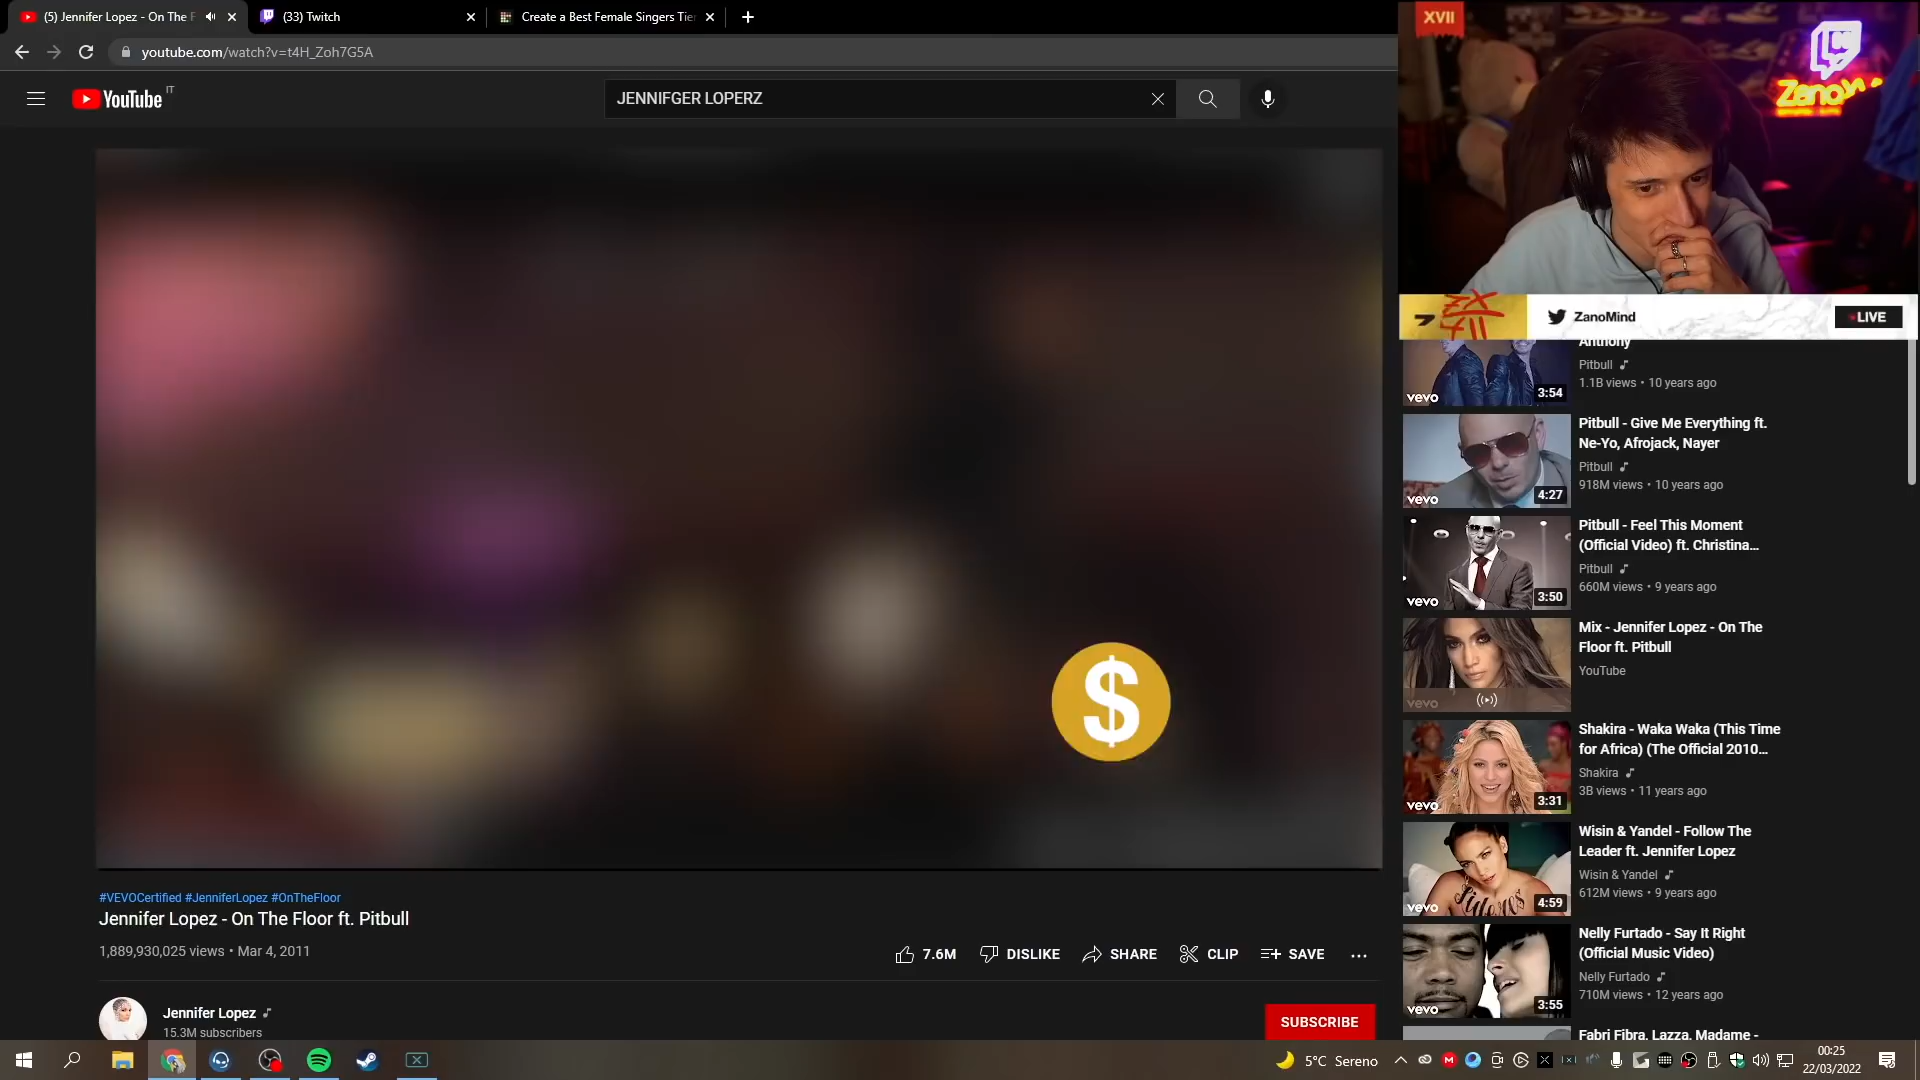 (5) Jennifer Lopez - On The F
(33) Twitch
Create a Best Female Singers Tier
youtube.com/watch?v=t4H_Zoh7G5A
YouTube IT
JENNIFGER LOPERZ
XVII
Zano
ZX
XVII
ZanoMind
LIVE
Anthony
Pitbull
1.1B views • 10 years ago
vevo
3:54
Pitbull - Give Me Everything ft.
Ne-Yo, Afrojack, Nayer
Pitbull
918M views • 10 years ago
vevo
4:27
Pitbull - Feel This Moment
(Official Video) ft. Christina...
Pitbull
660M views • 9 years ago
vevo
3:50
Mix - Jennifer Lopez - On The
Floor ft. Pitbull
YouTube
vevo
Shakira - Waka Waka (This Time
for Africa) (The Official 2010...
Shakira
3B views • 11 years ago
vevo
3:31
Wisin & Yandel - Follow The
Leader ft. Jennifer Lopez
Wisin & Yandel
612M views • 9 years ago
vevo
4:59
Nelly Furtado - Say It Right
(Official Music Video)
Nelly Furtado
710M views • 12 years ago
vevo
3:55
Fabri Fibra, Lazza, Madame -
$
#VEVOCertified #JenniferLopez #OnTheFloor
Jennifer Lopez - On The Floor ft. Pitbull
1,889,930,025 views • Mar 4, 2011
7.6M
DISLIKE
SHARE
CLIP
SAVE
Jennifer Lopez
15.3M subscribers
SUBSCRIBE
5°C Sereno
00:25
22/03/2022